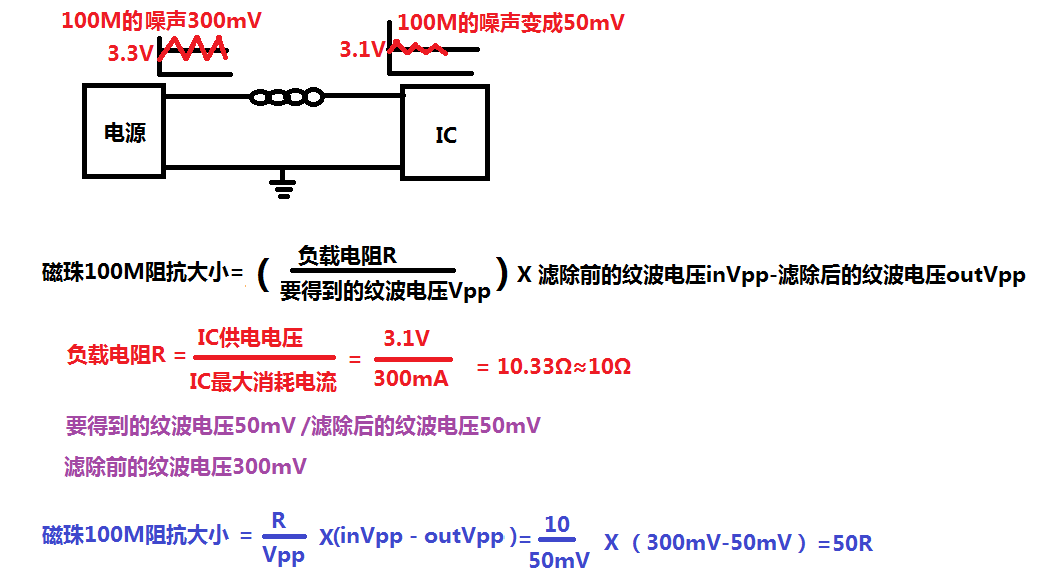 100M的噪声300mV
100M的噪声变成50mV
3.3V
3.1V
电源
IC
磁珠100M阻抗大小= ( 负载电阻R / 要得到的纹波电压Vpp ) X 滤除前的纹波电压inVpp-滤除后的纹波电压outVpp
负载电阻R = IC供电电压 / IC最大消耗电流 = 3.1V / 300mA = 10.33Ω≈10Ω
要得到的纹波电压50mV /滤除后的纹波电压50mV
滤除前的纹波电压300mV
磁珠100M阻抗大小 = R / Vpp X(inVpp - outVpp )= 10 / 50mV X ( 300mV-50mV ) =50R